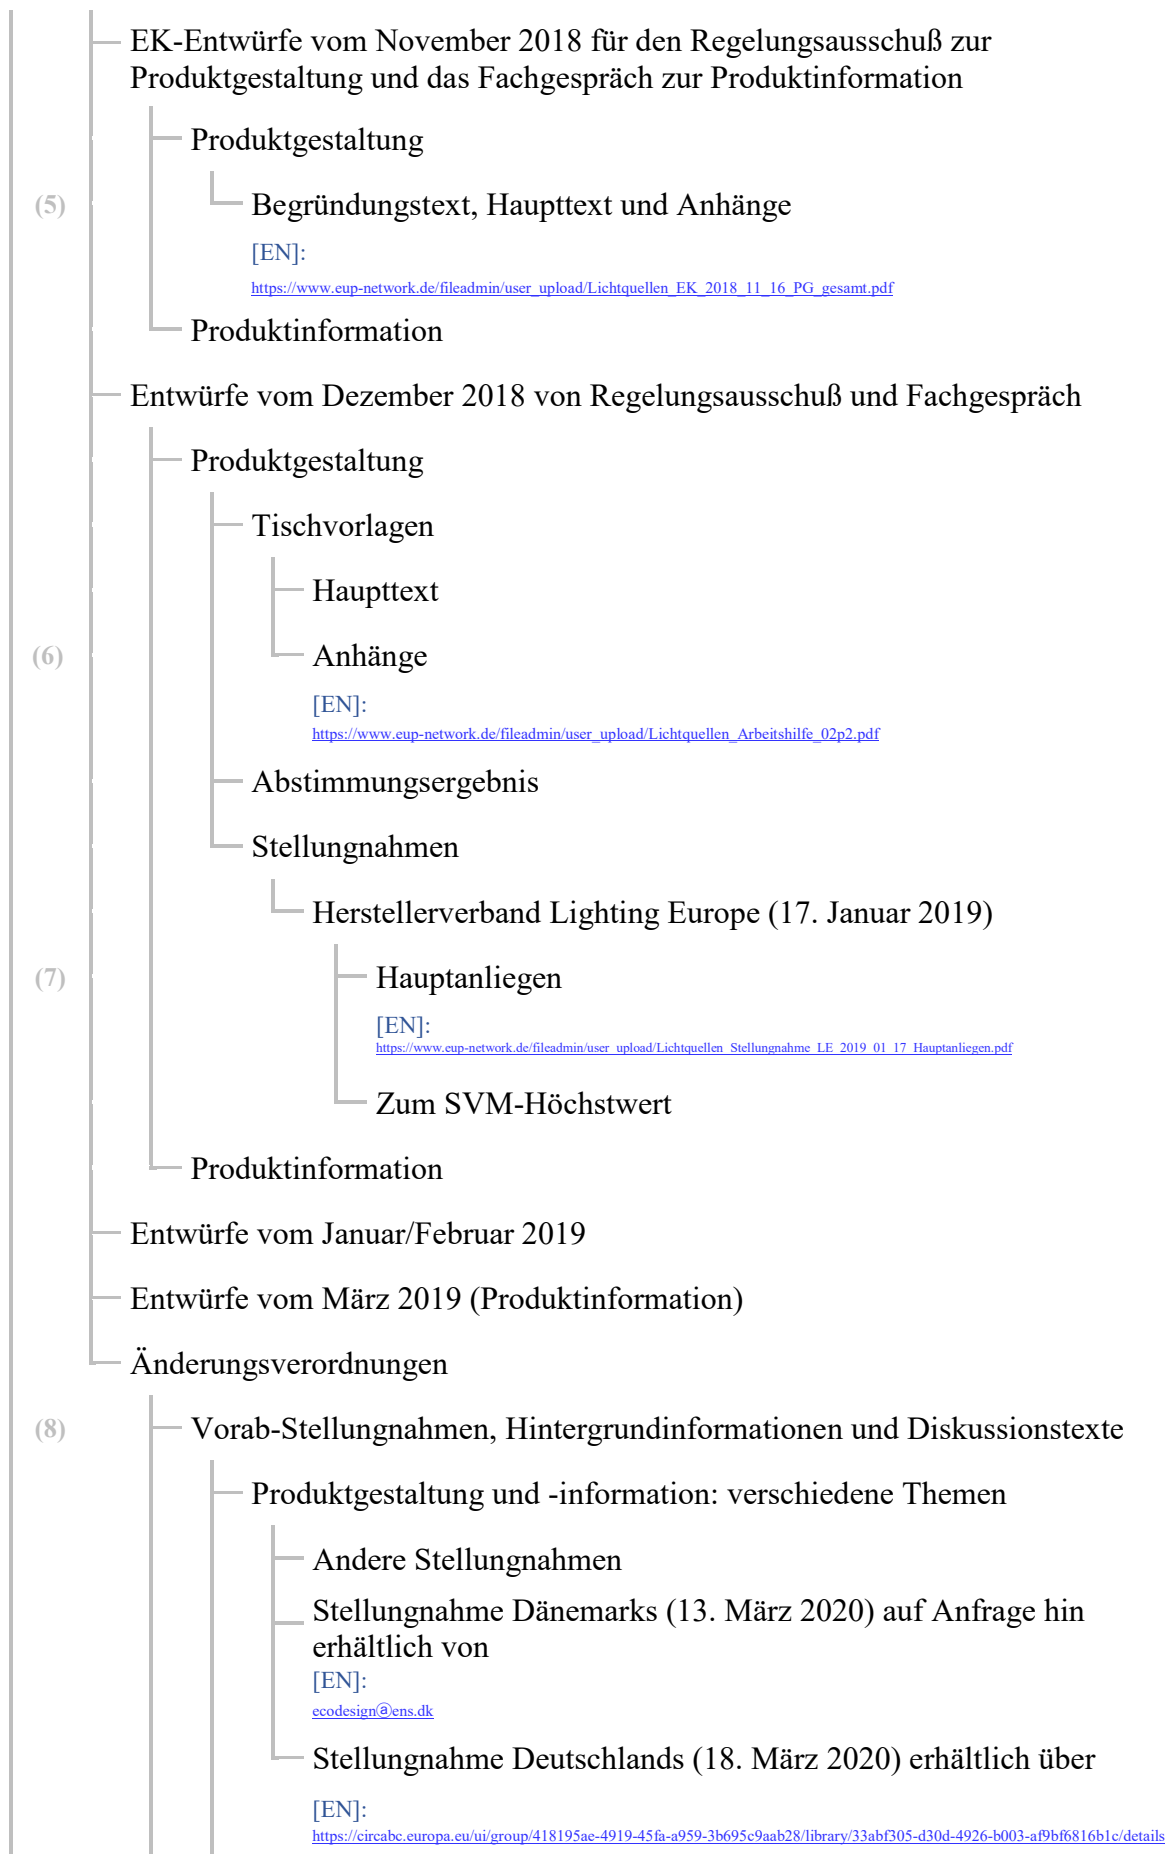 EK-Entwürfe vom November 2018 für den Regelungsausschuß zur
Produktgestaltung und das Fachgespräch zur Produktinformation
Produktgestaltung
(5)
Begründungstext, Haupttext und Anhänge
[EN]:
https://www.eup-network.de/fileadmin/user_upload/Lichtquellen_EK_2018_11_16_PG_gesamt.pdf
Produktinformation
Entwürfe vom Dezember 2018 von Regelungsausschuß und Fachgespräch
Produktgestaltung
Tischvorlagen
Haupttext
(6)
Anhänge
[EN]:
https://www.eup-network.de/fileadmin/user_upload/Lichtquellen_Arbeitshilfe_02p2.pdf
Abstimmungsergebnis
Stellungnahmen
Herstellerverband Lighting Europe (17. Januar 2019)
(7)
Hauptanliegen
[EN]:
https://www.eup-network.de/fileadmin/user_upload/Lichtquellen_Stellungnahme_LE_2019_01_17_Hauptanliegen.pdf
Zum SVM-Höchstwert
Produktinformation
Entwürfe vom Januar/Februar 2019
Entwürfe vom März 2019 (Produktinformation)
Änderungsverordnungen
(8)
Vorab-Stellungnahmen, Hintergrundinformationen und Diskussionstexte
Produktgestaltung und -information: verschiedene Themen
Andere Stellungnahmen
Stellungnahme Dänemarks (13. März 2020) auf Anfrage hin
erhältlich von
[EN]:
ecodesignⓐens.dk
Stellungnahme Deutschlands (18. März 2020) erhältlich über
[EN]:
https://circabc.europa.eu/ui/group/418195ae-4919-45fa-a959-3b695c9aab28/library/33abf305-d30d-4926-b003-af9bf6816b1c/details